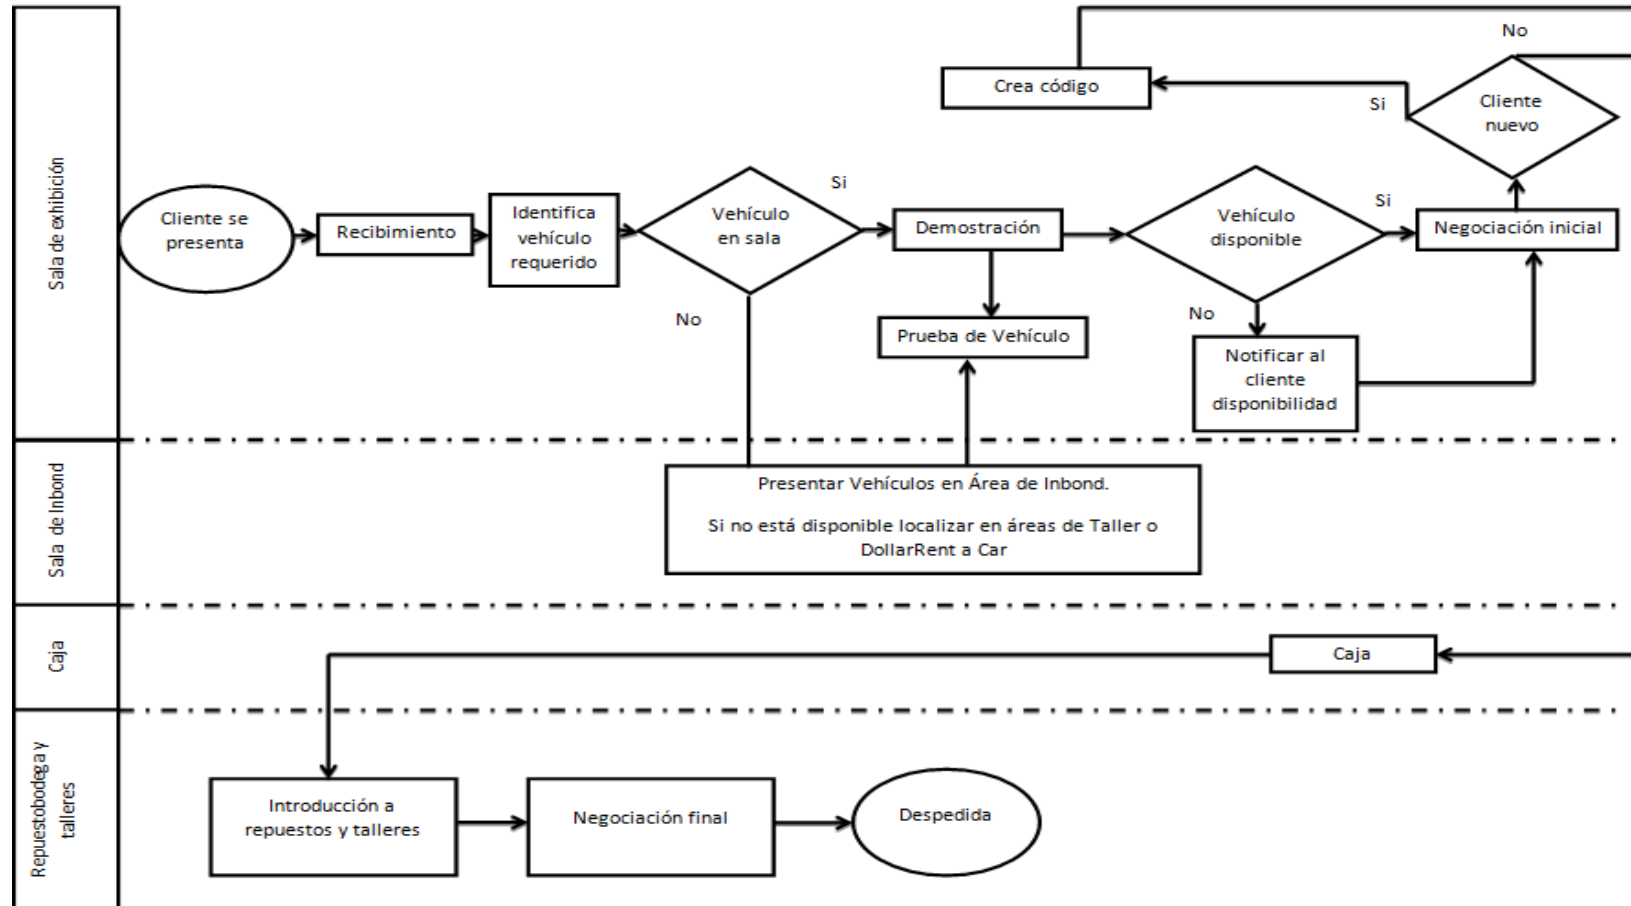 Sala de exhibición
No
Crea código
Si
Cliente
nuevo
Cliente se
presenta
Recibimiento
Identifica
vehículo
requerido
Vehículo
en sala
Si
Demostración
Vehículo
disponible
Si
Negociación inicial
No
Prueba de Vehículo
No
Notificar al
cliente
disponibilidad
Sala de Inbond
Presentar Vehículos en Área de Inbond.
Si no está disponible localizar en áreas de Taller o
DollarRent a Car
Caja
Caja
Repuestobodega y
talleres
Introducción a
repuestos y talleres
Negociación final
Despedida